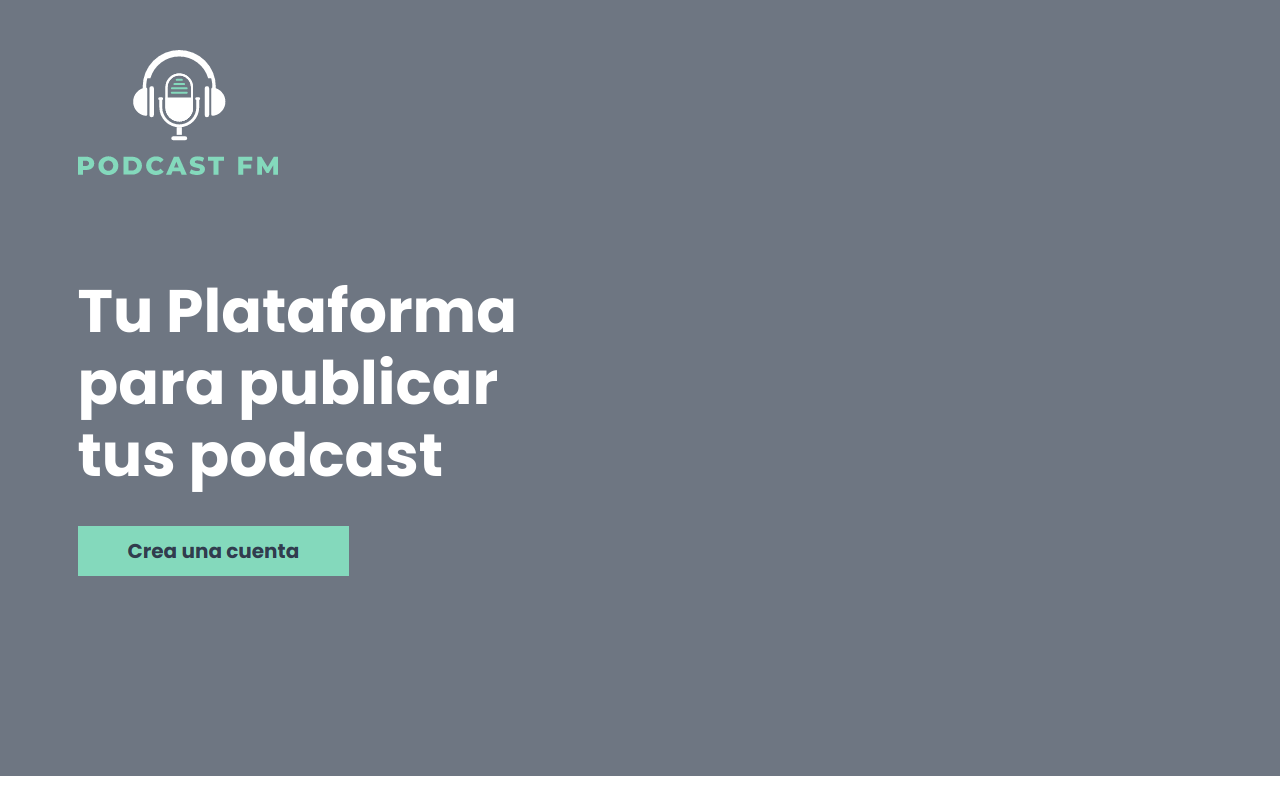 PODCAST FM
Tu Plataforma
para publicar
tus podcast
Crea una cuenta